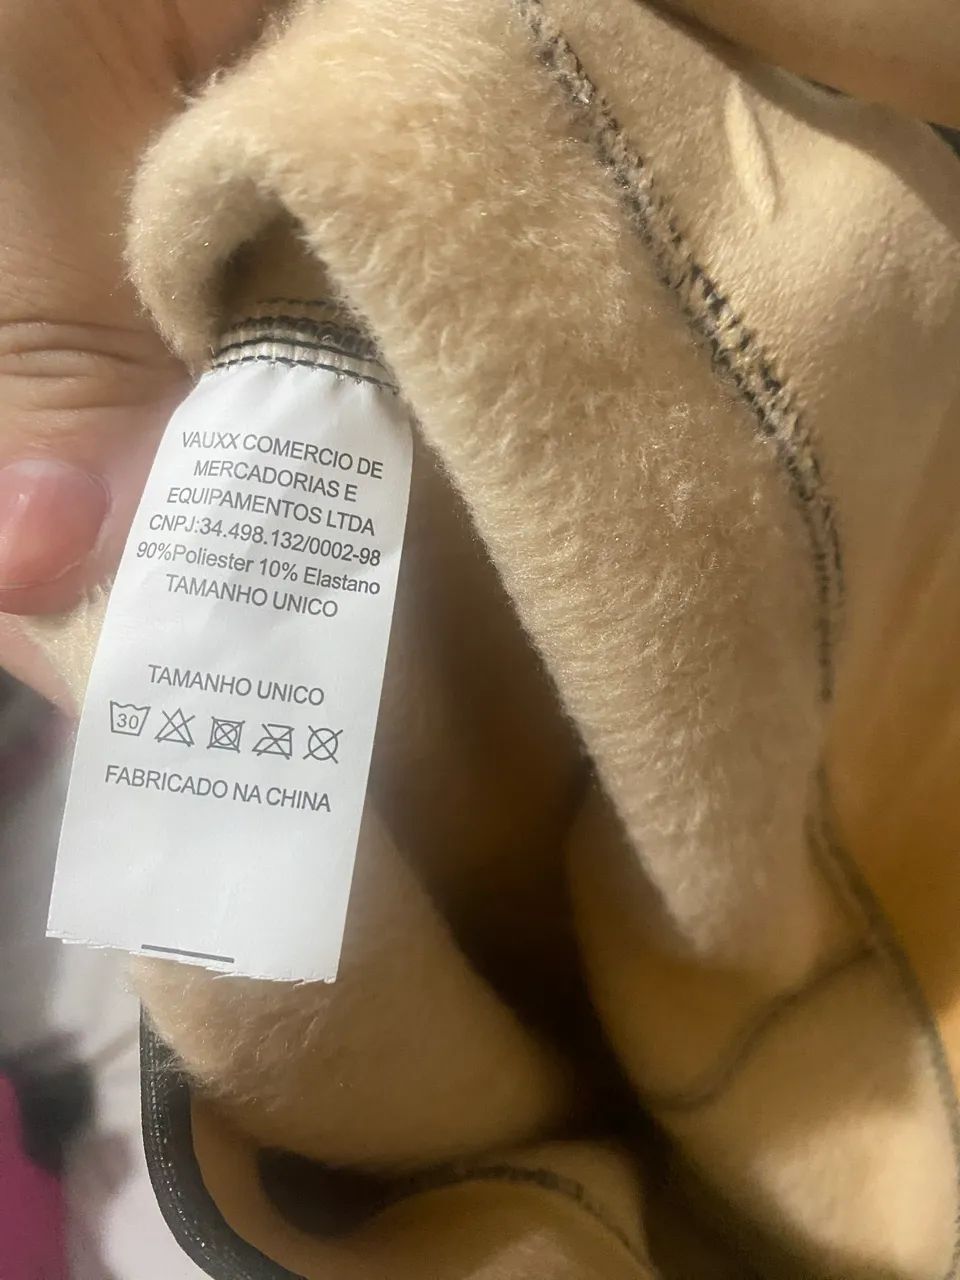 VAUXX COMERCIO DE
MERCADORIAS E
EQUIPAMENTOS LTDA
CNPJ:34.498.132/0002-98
90%Poliester 10% Elastano
TAMANHO UNICO
TAMANHO UNICO
30
FABRICADO NA CHINA